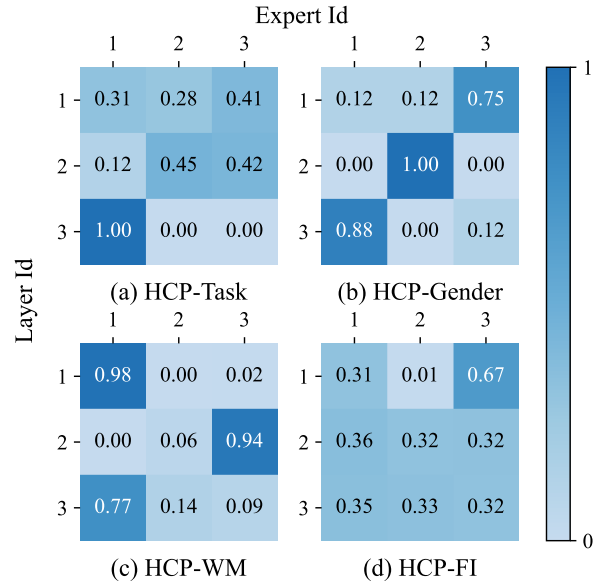 Expert Id
1 2 3 1 2 3
1 0.31 0.28 0.41 1 0.12 0.12 0.75
2 0.12 0.45 0.42 2 0.00 1.00 0.00
3 1.00 0.00 0.00 3 0.88 0.00 0.12
(a) HCP-Task (b) HCP-Gender
1 2 3 1 2 3
1 0.98 0.00 0.02 1 0.31 0.01 0.67
2 0.00 0.06 0.94 2 0.36 0.32 0.32
3 0.77 0.14 0.09 3 0.35 0.33 0.32
(c) HCP-WM (d) HCP-FI
Layer Id
1
0